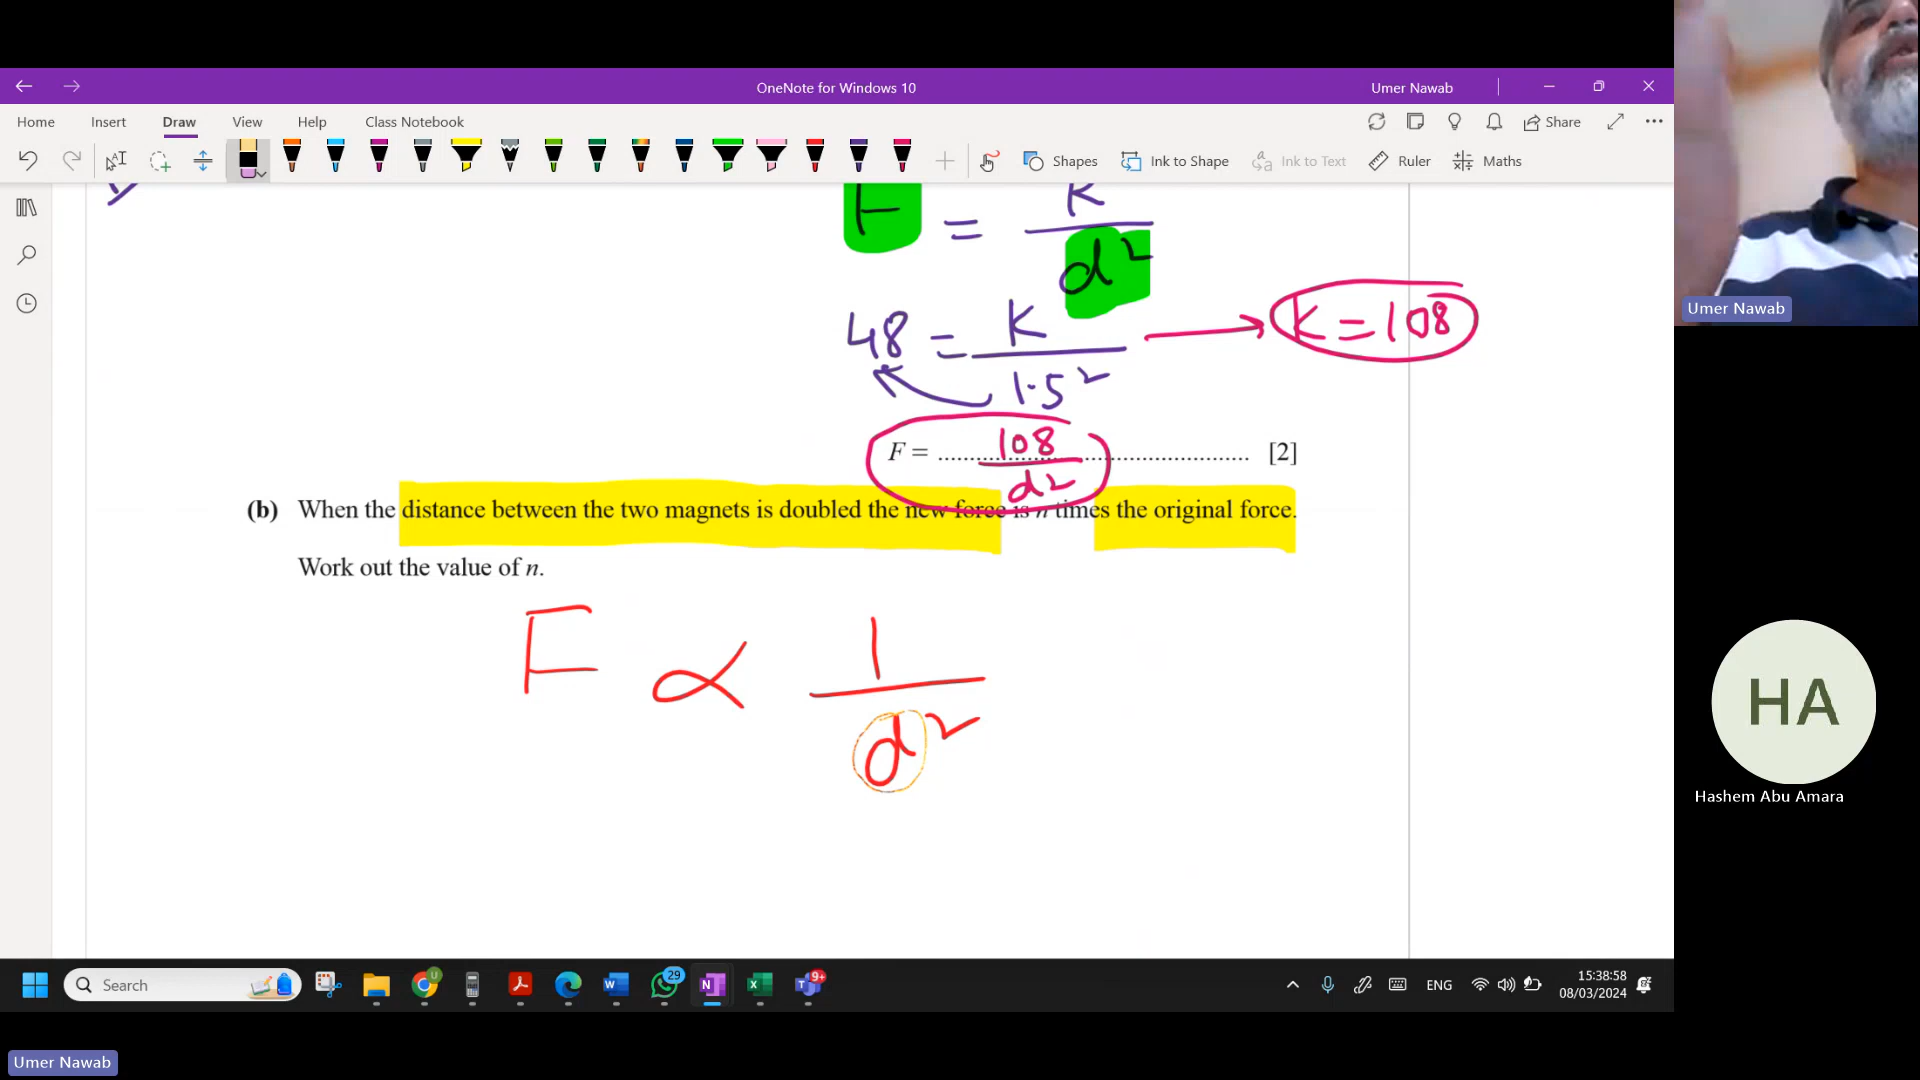 OneNote for Windows 10
Umer Nawab
Home Insert Draw View Help Class Notebook
Share
Shapes Ink to Shape Ink to Text Ruler Maths
F = K
d²
48 = K
1.5²
K = 108
F = 108 [2]
d²
(b) When the distance between the two magnets is doubled the new force is n times the original force.
Work out the value of n.
F ∝ 1
d²
Umer Nawab
HA
Hashem Abu Amara
Search
U
29
9+
ENG
15:38:58
08/03/2024
Umer Nawab